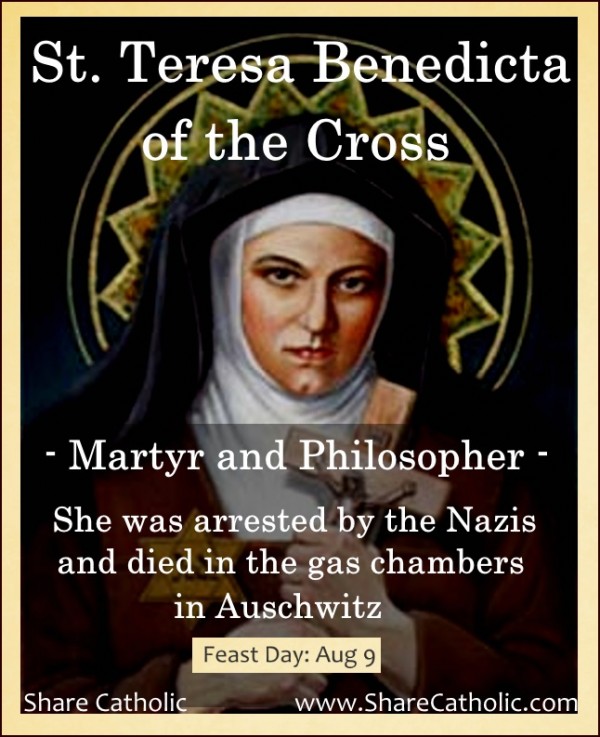 St. Teresa Benedicta
of the Cross
- Martyr and Philosopher -
She was arrested by the Nazis
and died in the gas chambers
in Auschwitz
Feast Day: Aug 9
Share Catholic www.ShareCatholic.com